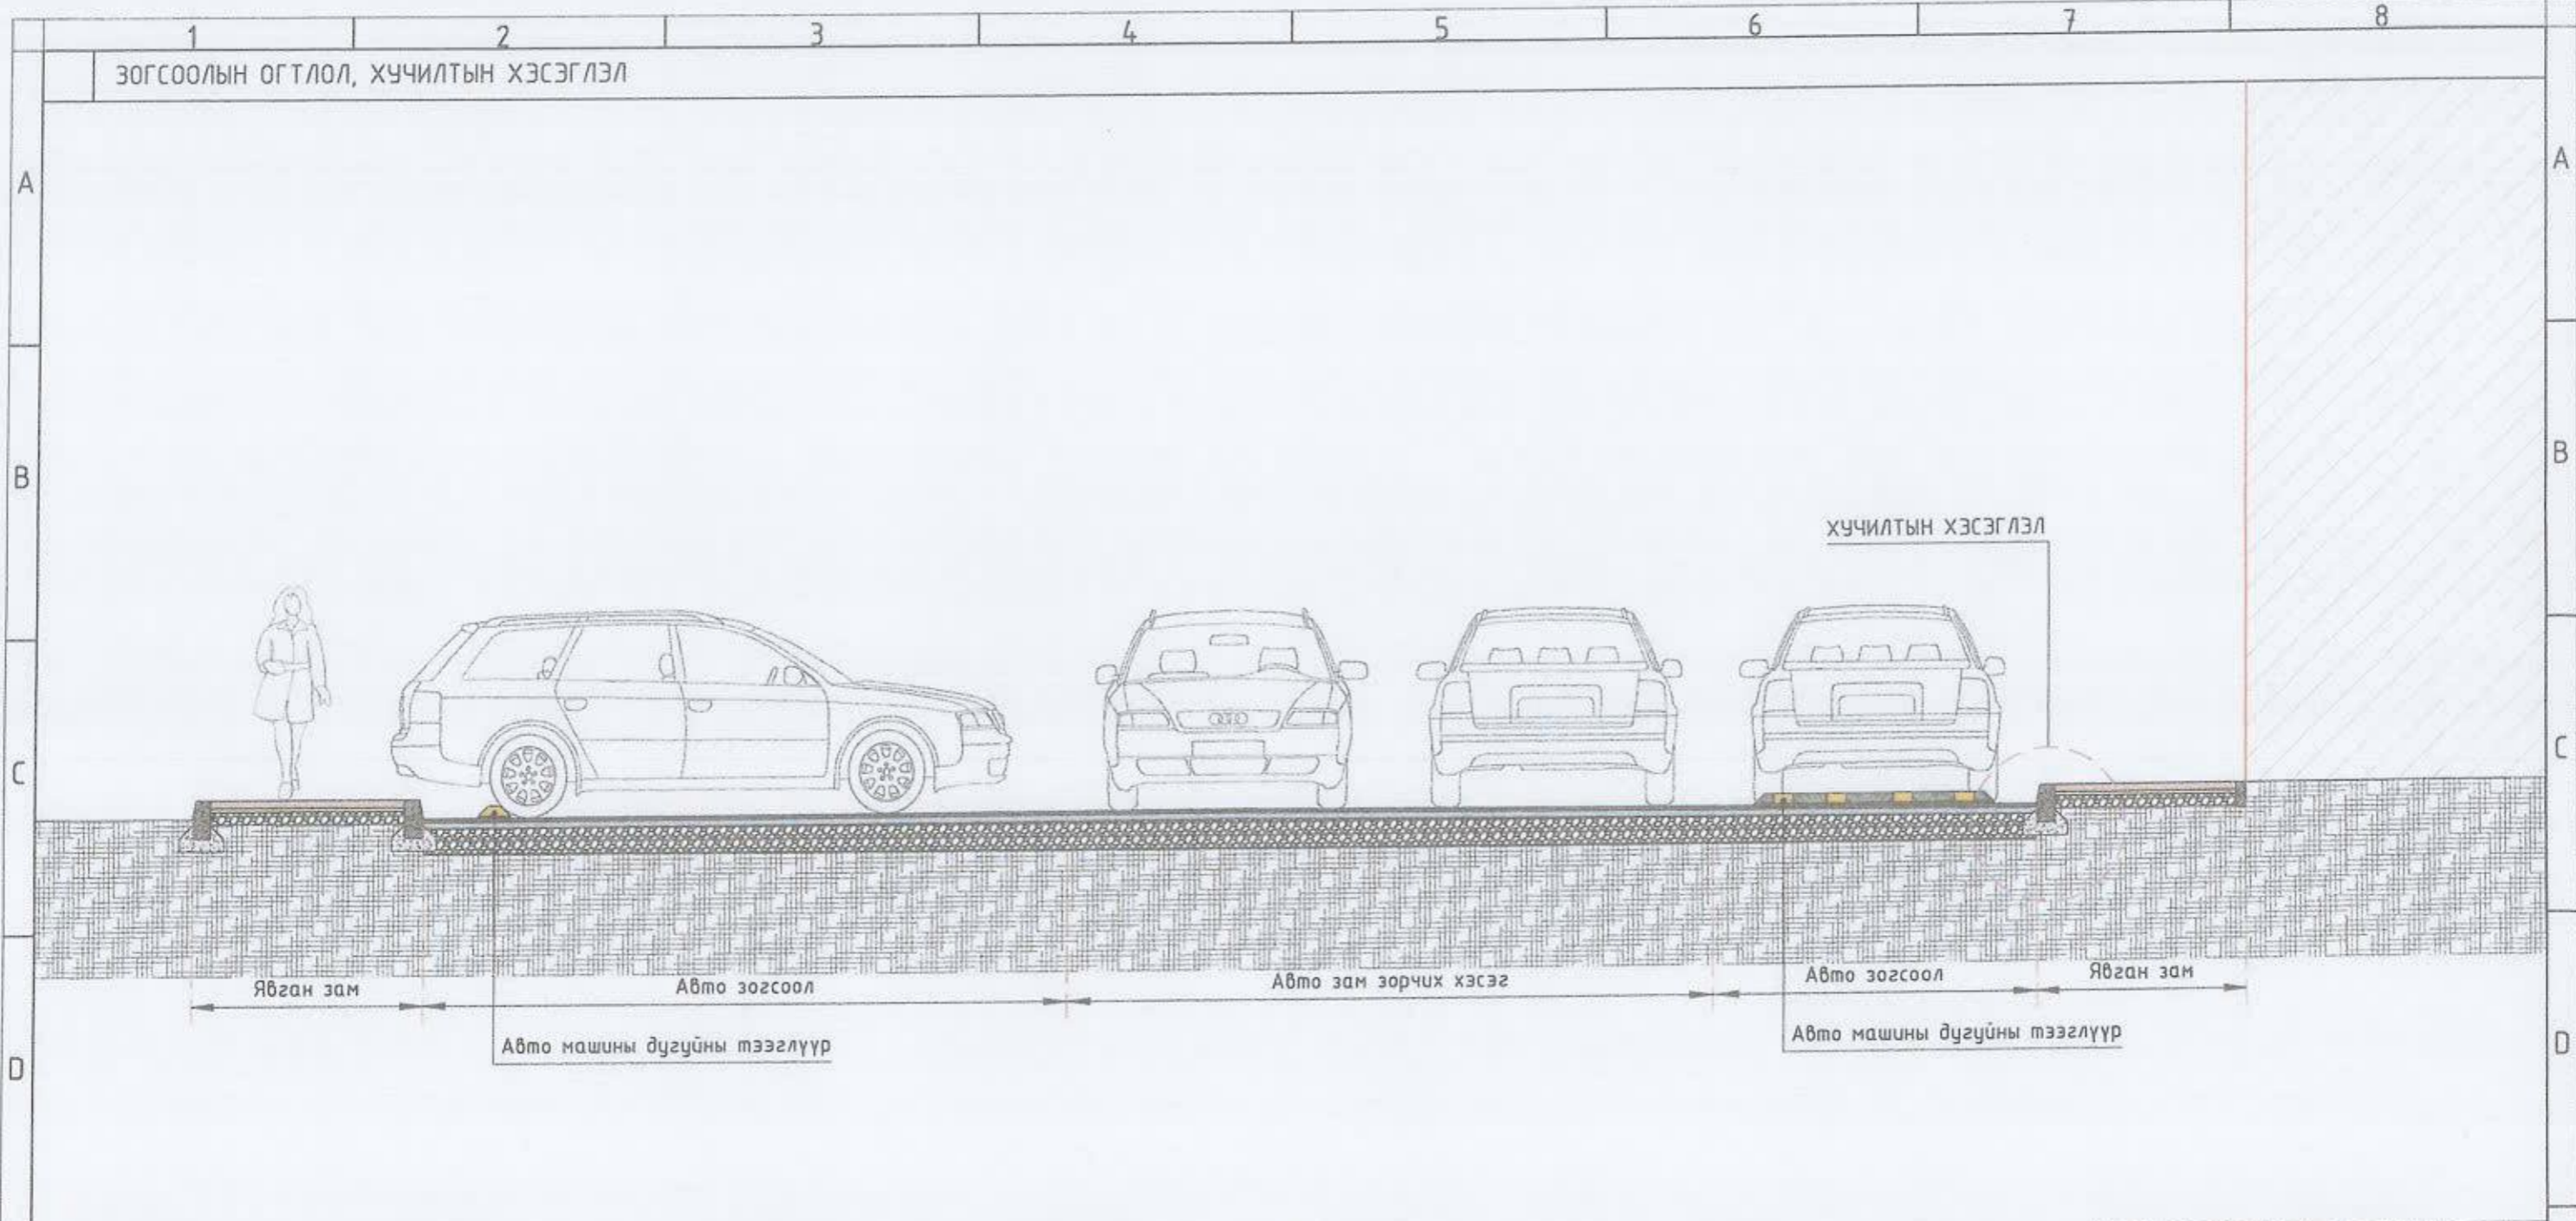 1 2 3 4 5 6 7 8
ЗОГСООЛЫН ОГТЛОЛ, ХУЧИЛТЫН ХЭСЭГЛЭЛ
A A
B B
ХУЧИЛТЫН ХЭСЭГЛЭЛ
C C
Явган зам Авто зогсоол Авто зам зорчих хэсэг Авто зогсоол Явган зам
Авто машины дугуйны тээглүүр Авто машины дугуйны тээглүүр
D D